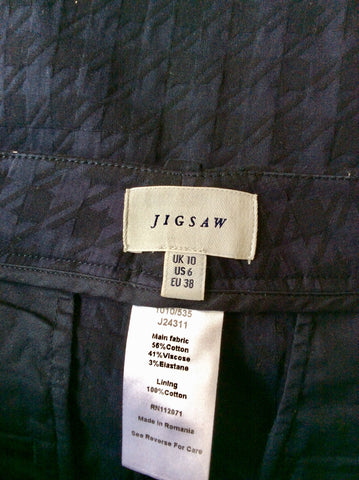 JIGSAW
UK 10
US 6
EU 38
1010/535
J24311
Main fabric
56%Cotton
41%Viscose
3%Elastane
Lining
100%Cotton
RN112871
Made in Romania
See Reverse For Care